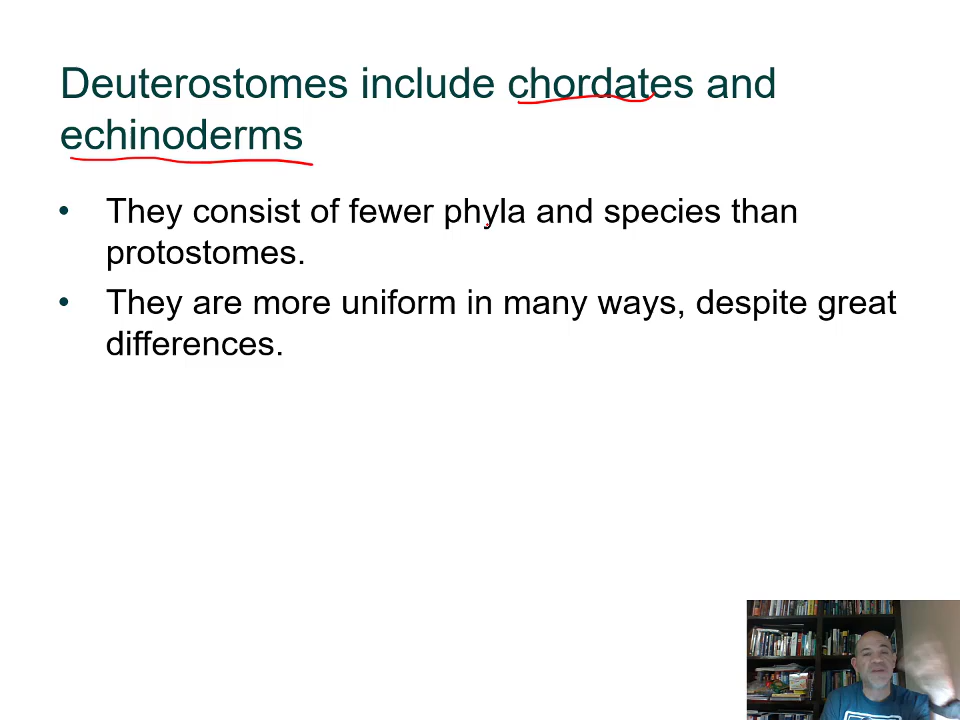 Deuterostomes include chordates and
echinoderms
• They consist of fewer phyla and species than
protostomes.
• They are more uniform in many ways, despite great
differences.